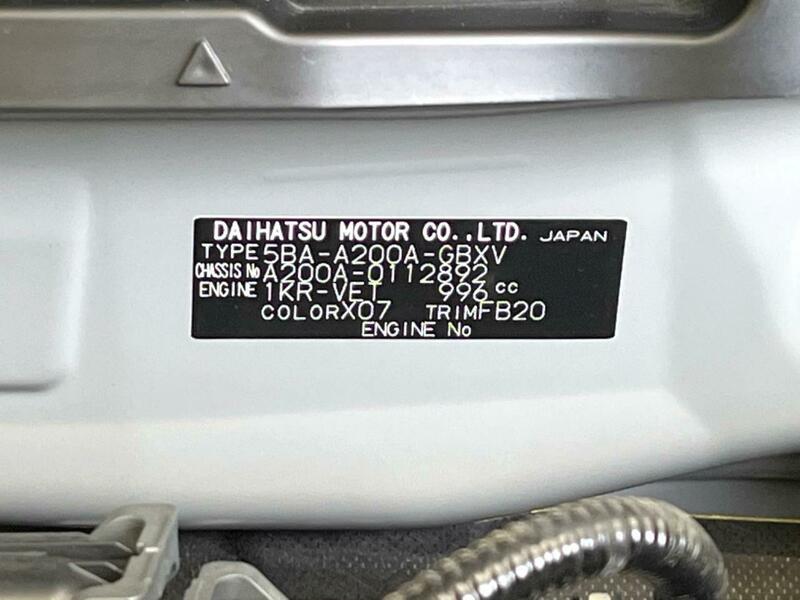 DAIHATSU MOTOR CO.,LTD. JAPAN
TYPE 5BA-A200A-GBXV
CHASSIS No A200A-0112892
ENGINE 1KR-VET 996 cc
COLOR X07 TRIM FB20
ENGINE No